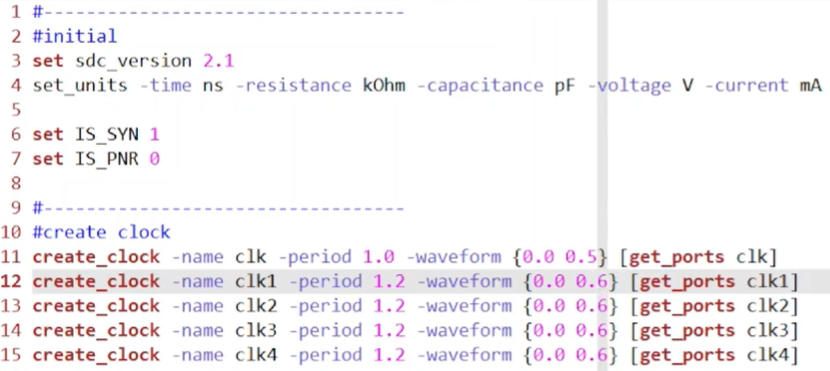 1 #----------------------------------
2 #initial
3 set sdc_version 2.1
4 set_units -time ns -resistance kOhm -capacitance pF -voltage V -current mA
5
6 set IS_SYN 1
7 set IS_PNR 0
8
9 #----------------------------------
10 #create clock
11 create_clock -name clk -period 1.0 -waveform {0.0 0.5} [get_ports clk]
12 create_clock -name clk1 -period 1.2 -waveform {0.0 0.6} [get_ports clk1]
13 create_clock -name clk2 -period 1.2 -waveform {0.0 0.6} [get_ports clk2]
14 create_clock -name clk3 -period 1.2 -waveform {0.0 0.6} [get_ports clk3]
15 create_clock -name clk4 -period 1.2 -waveform {0.0 0.6} [get_ports clk4]